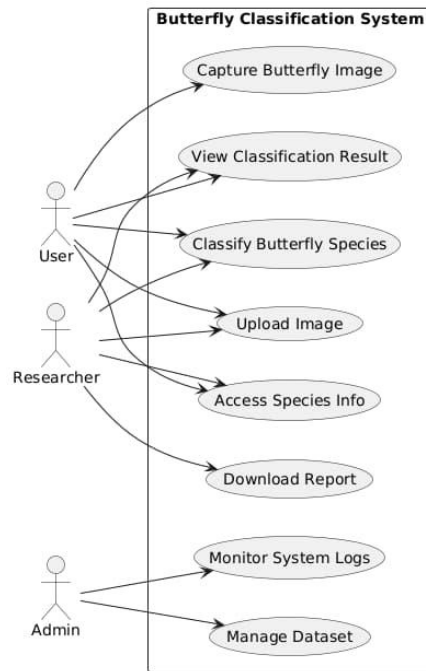 Butterfly Classification System
Capture Butterfly Image
View Classification Result
User
Classify Butterfly Species
Upload Image
Researcher
Access Species Info
Download Report
Monitor System Logs
Admin
Manage Dataset